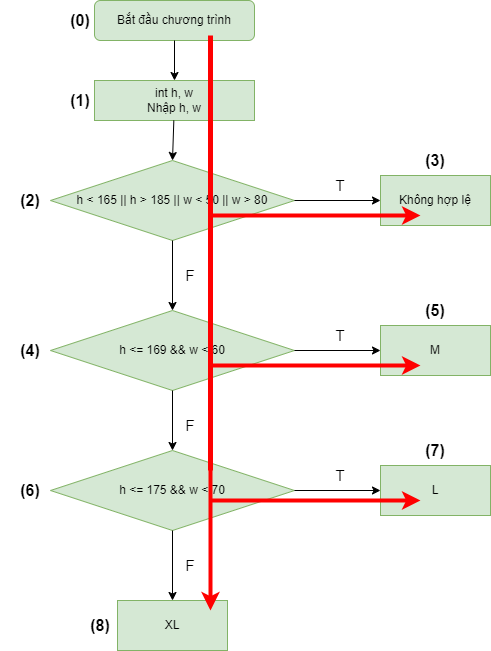 (0)
Bắt đầu chương trình
(1)
int h, w
Nhập h, w
(2)
h < 165 || h > 185 || w < 50 || w > 80
T
(3)
Không hợp lệ
F
(4)
h <= 169 && w < 60
T
(5)
M
F
(6)
h <= 175 && w < 70
T
(7)
L
F
(8)
XL